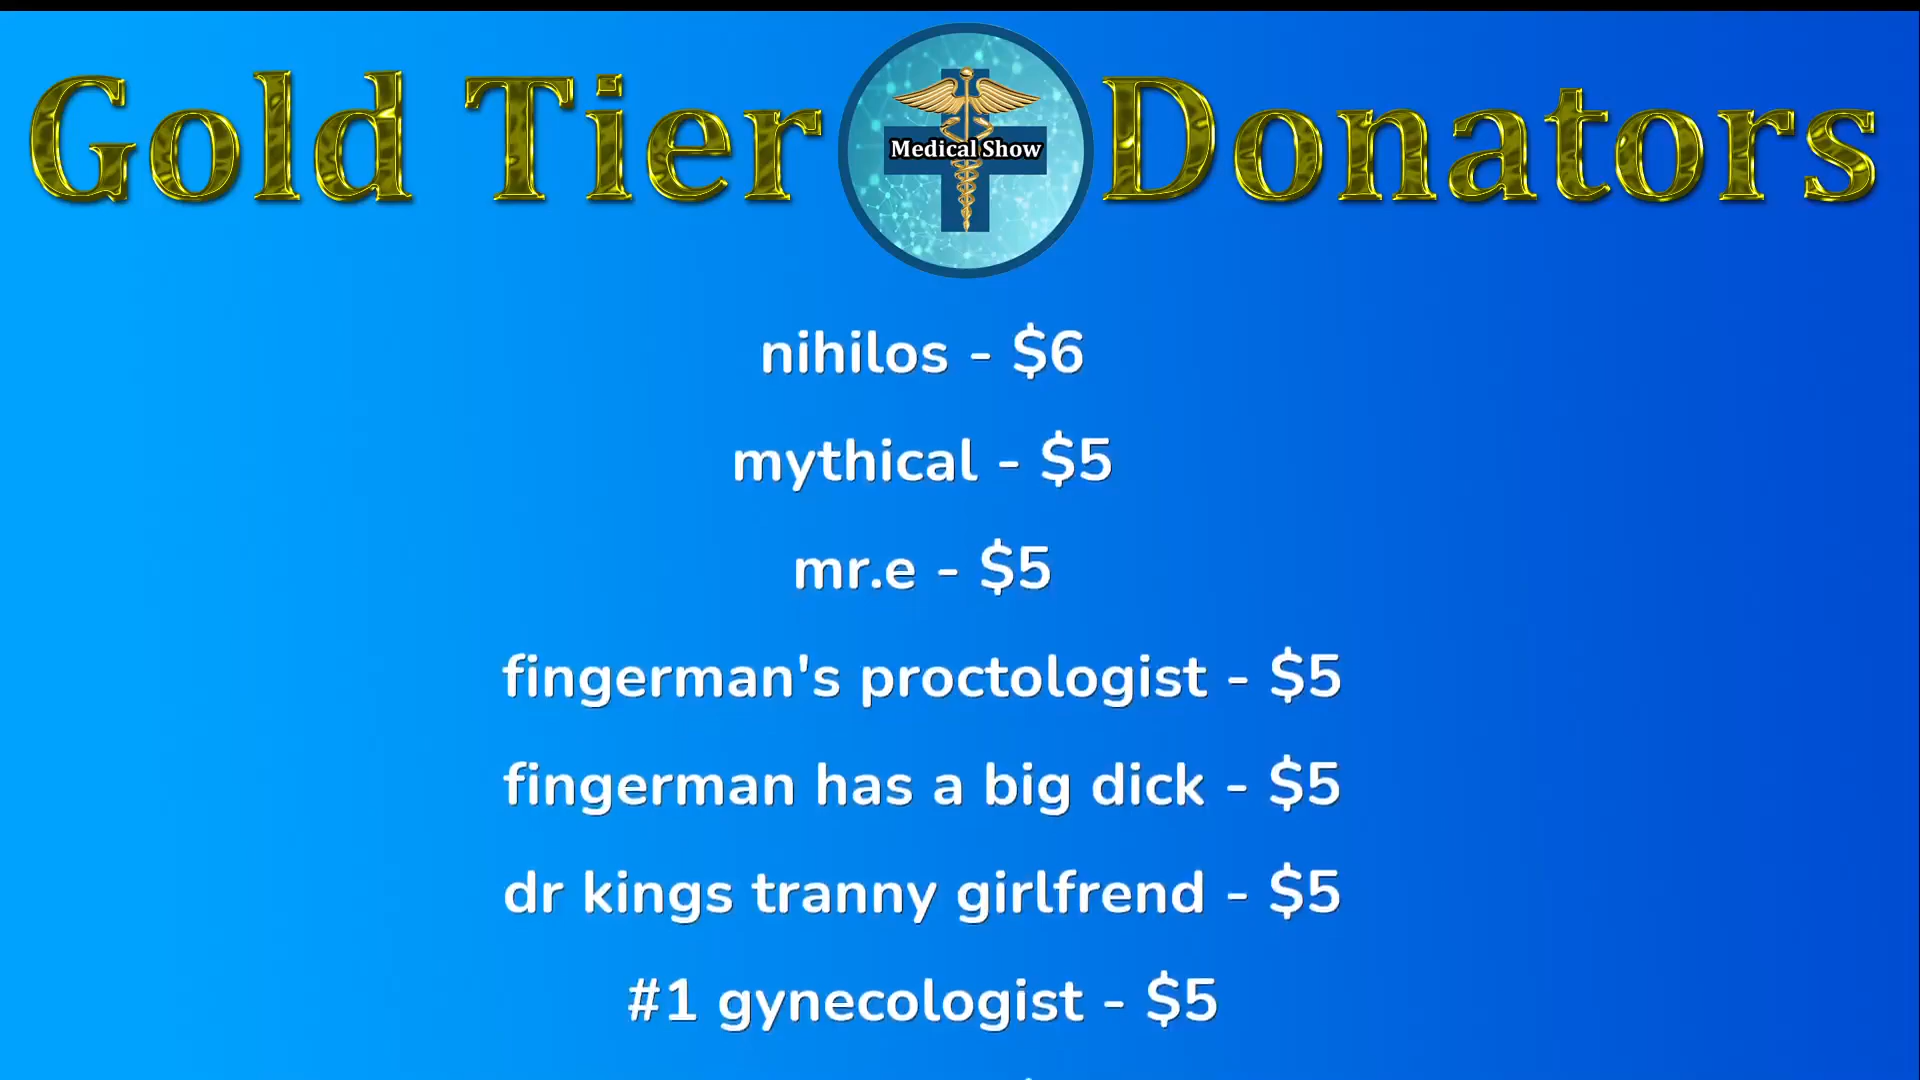 Gold Tier Donators
Medical Show
nihilos - $6
mythical - $5
mr.e - $5
fingerman's proctologist - $5
fingerman has a big dick - $5
dr kings tranny girlfrend - $5
#1 gynecologist - $5